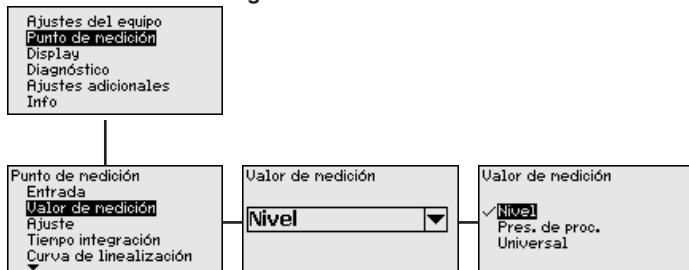 Ajustes del equipo
Punto de medición
Display
Diagnóstico
Ajustes adicionales
Info
Punto de medición
Entrada
Valor de medición
Ajuste
Tiempo integración
Curva de linealización
Valor de medición
Nivel
Valor de medición
Nivel
Pres. de proc.
Universal